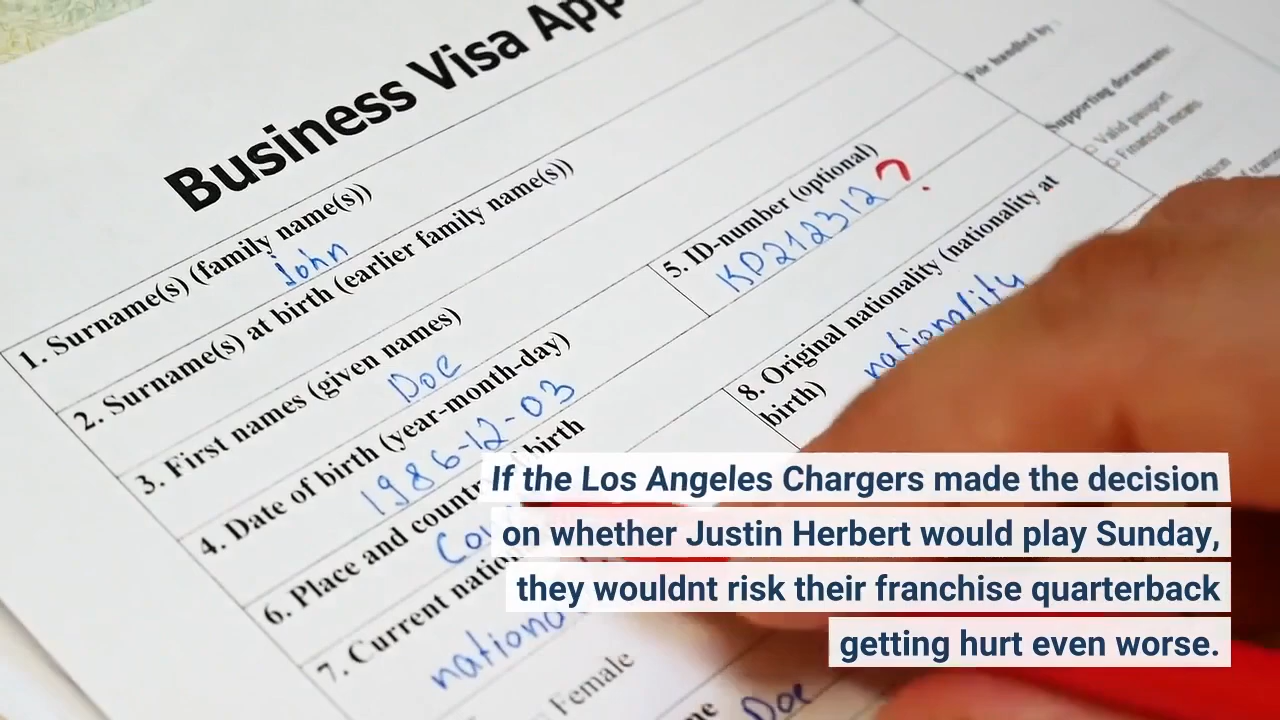 Business Visa App
1. Surname(s) (family name(s))
John
2. Surname(s) at birth (earlier family name(s))
3. First names (given names)
Doe
4. Date of birth (year-month-day)
1986-12-03
5. ID-number (optional)
KP212312 ?
6. Place and birth
7. Current
8. Original nationality (nationality at
birth)
nationality
Female
Doe
File handled by
Supporting documents:
Valid passport
Financial means
If the Los Angeles Chargers made the decision
on whether Justin Herbert would play Sunday,
they wouldnt risk their franchise quarterback
getting hurt even worse.